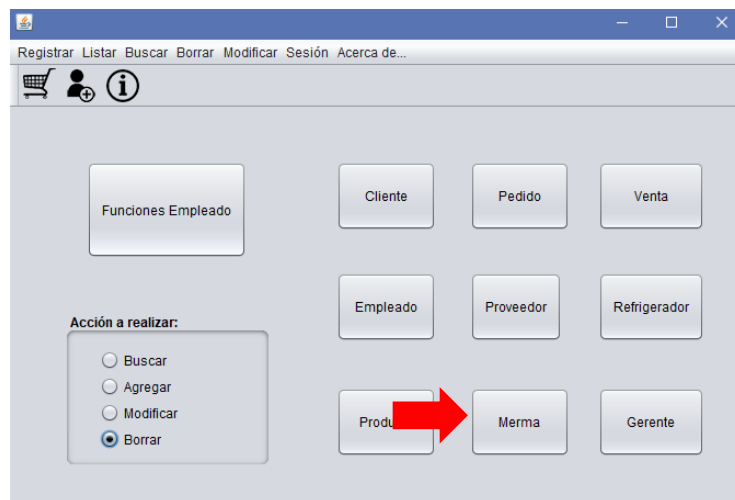 Registrar Listar Buscar Borrar Modificar Sesión Acerca de...
Funciones Empleado
Cliente Pedido Venta
Empleado Proveedor Refrigerador
Acción a realizar:
Buscar
Agregar
Modificar
Borrar
Merma Gerente